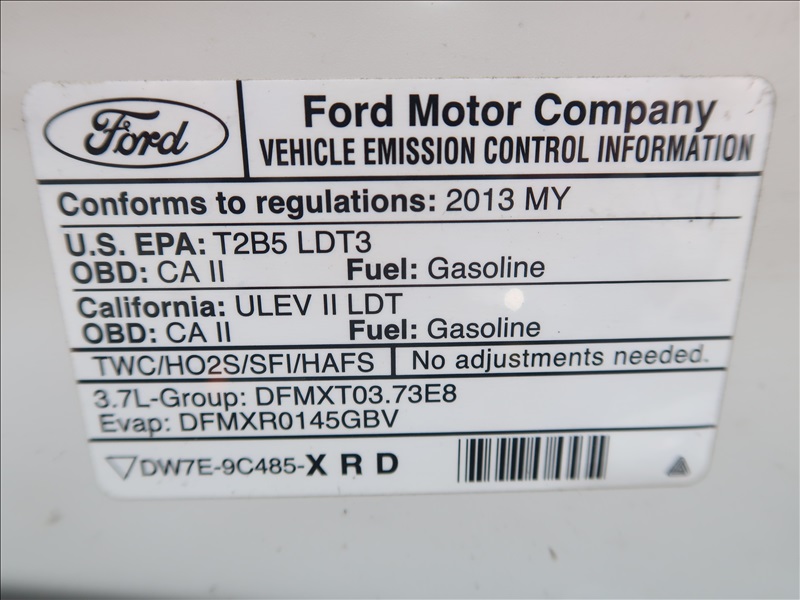 Ford
Ford Motor Company
VEHICLE EMISSION CONTROL INFORMATION
Conforms to regulations: 2013 MY
U.S. EPA: T2B5 LDT3
OBD: CA II Fuel: Gasoline
California: ULEV II LDT
OBD: CA II Fuel: Gasoline
TWC/HO2S/SFI/HAFS No adjustments needed.
3.7L-Group: DFMXT03.73E8
Evap: DFMXR0145GBV
DW7E-9C485-X R D